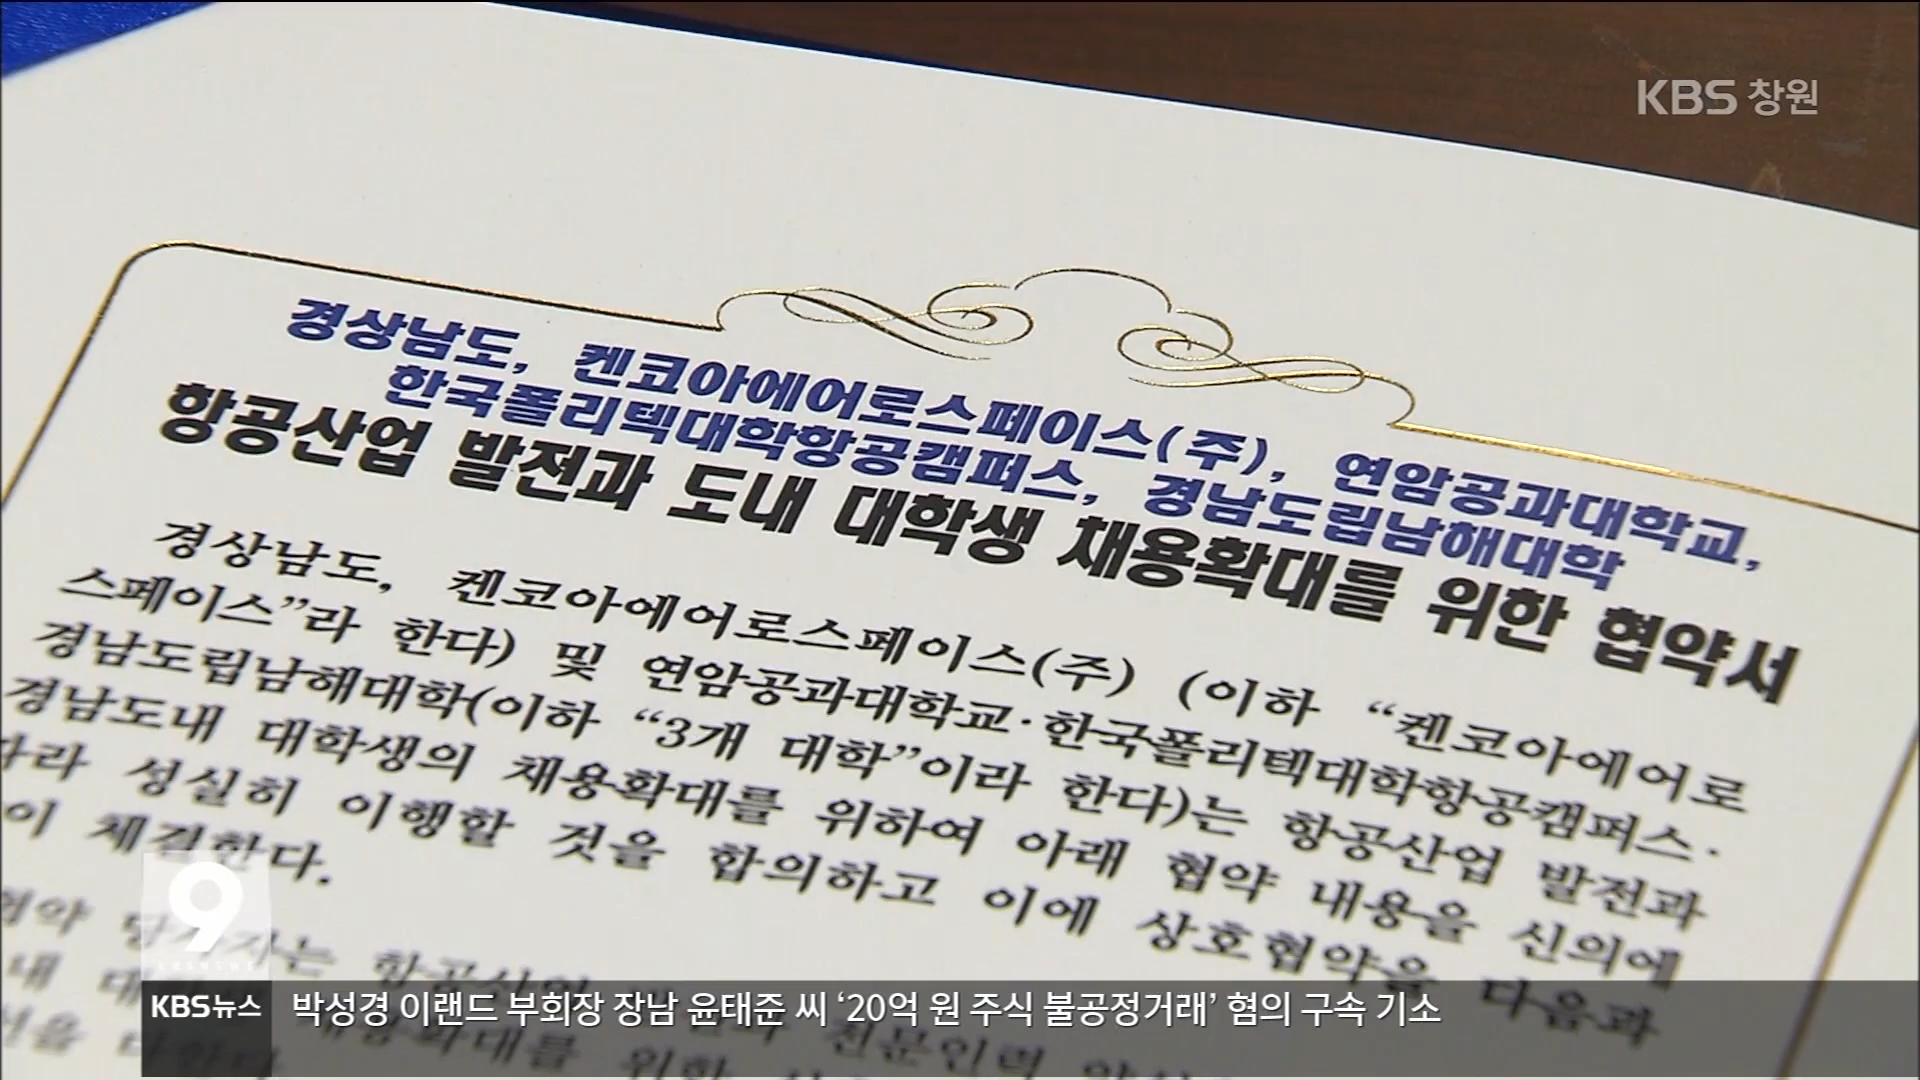 KBS 창원
경상남도, 켄코아에어로스페이스(주), 연암공과대학교,
한국폴리텍대학항공캠퍼스, 경남도립남해대학
항공산업 발전과 도내 대학생 채용확대를 위한 협약서
경상남도, 켄코아에어로스페이스(주) (이하 “켄코아에어로
스페이스”라 한다) 및 연암공과대학교·한국폴리텍대학항공캠퍼스·
경남도립남해대학(이하 “3개 대학”이라 한다)는 항공산업 발전과
경남도내 대학생의 채용확대를 위하여 아래 협약 내용을 신의에
따라 성실히 이행할 것을 합의하고 이에 상호협약을 다음과
이 체결한다.
9
KBS뉴스 박성경 이랜드 부회장 장남 윤태준 씨 ‘20억 원 주식 불공정거래’ 혐의 구속 기소